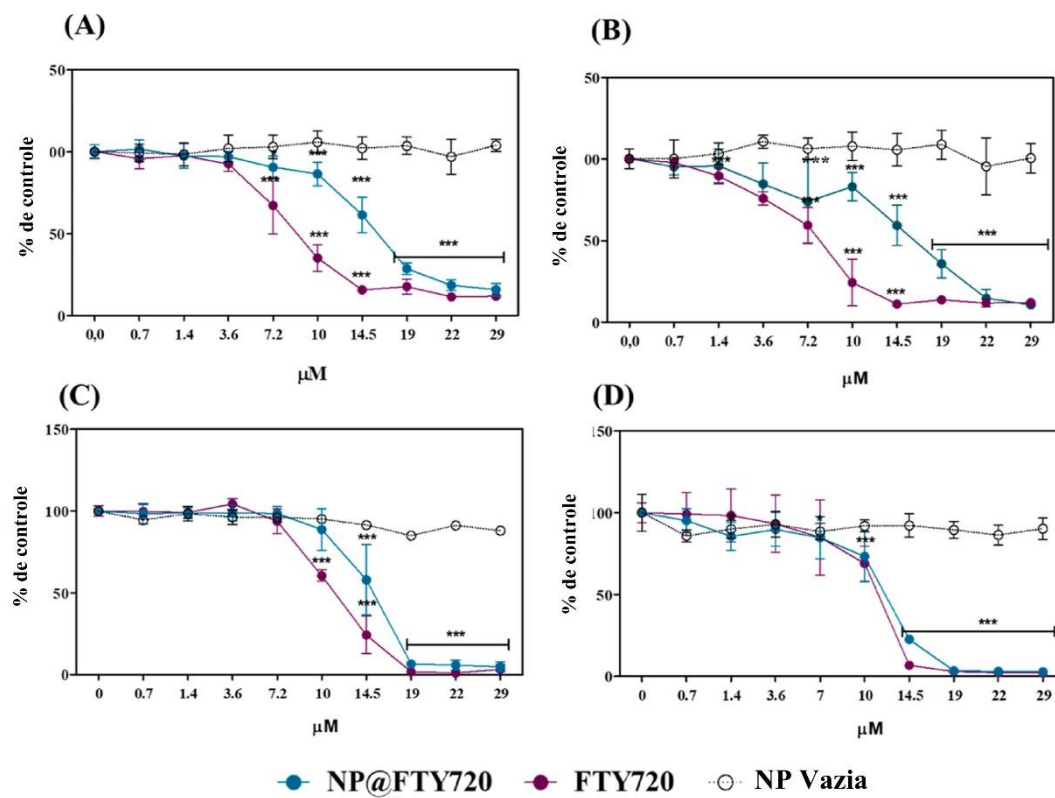 (A)
50
00
50
00
% de controle
*
***
***
***
***
***
***
0,0 0.7 1.4 3.6 7.2 10 14.5 19 22 29
μM
(B)
50
00
50
00
% de controle
***
***
***
***
***
***
***
***
0,0 0.7 1.4 3.6 7.2 10 14.5 19 22 29
μM
(C)
150
100
50
0
% de controle
***
***
***
***
0 0.7 1.4 3.6 7.2 10 14.5 19 22 29
μM
(D)
150
100
50
0
% de controle
*
***
***
0 0.7 1.4 3.6 7 10 14.5 19 22 29
μM
NP@FTY720 FTY720 NP Vazia